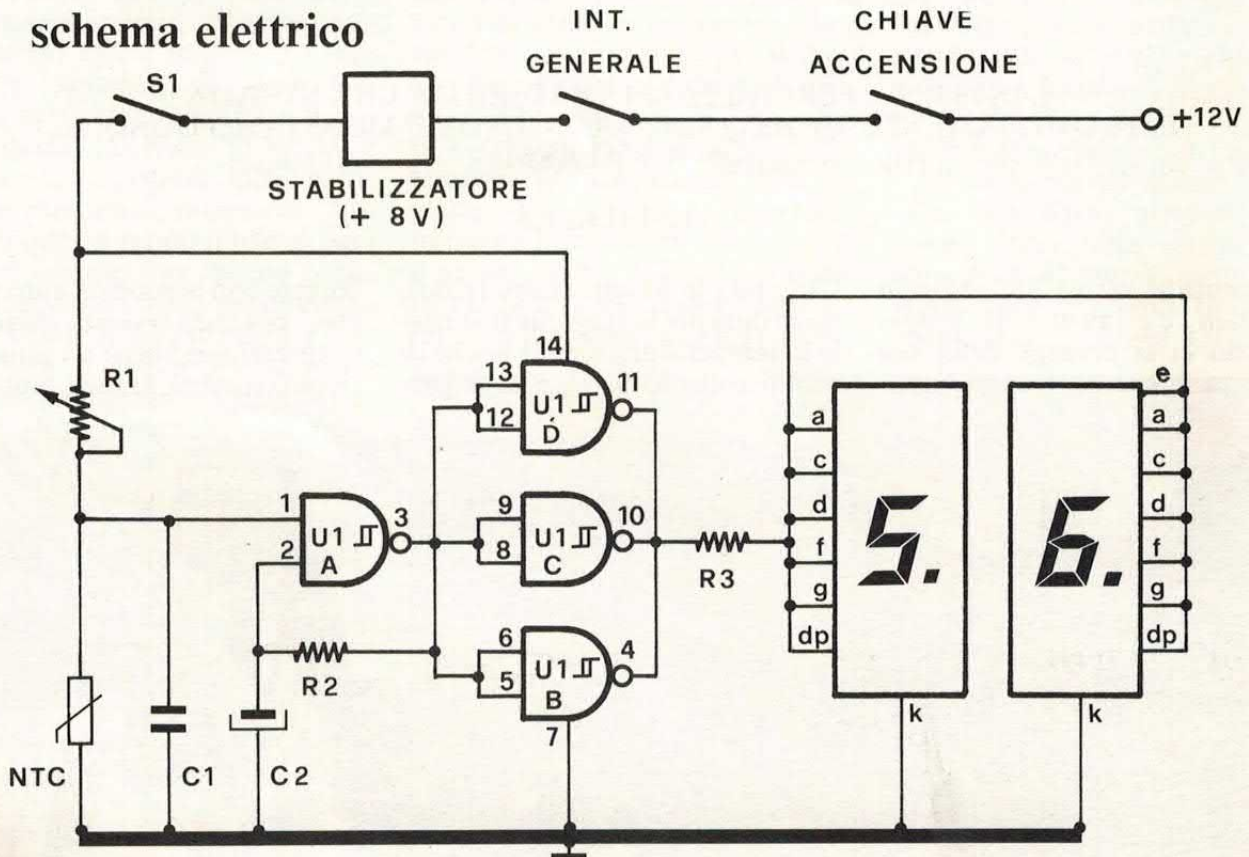 schema elettrico
INT.
GENERALE
CHIAVE
ACCENSIONE
S1
+12V
STABILIZZATORE
(+ 8V)
R1
14
13
12
11
U1
D
1
2
3
U1
A
9
8
10
U1
C
6
5
4
U1
B
7
R2
R3
NTC
C1
C2
a
c
d
f
g
dp
5.
k
6.
e
a
c
d
f
g
dp
k